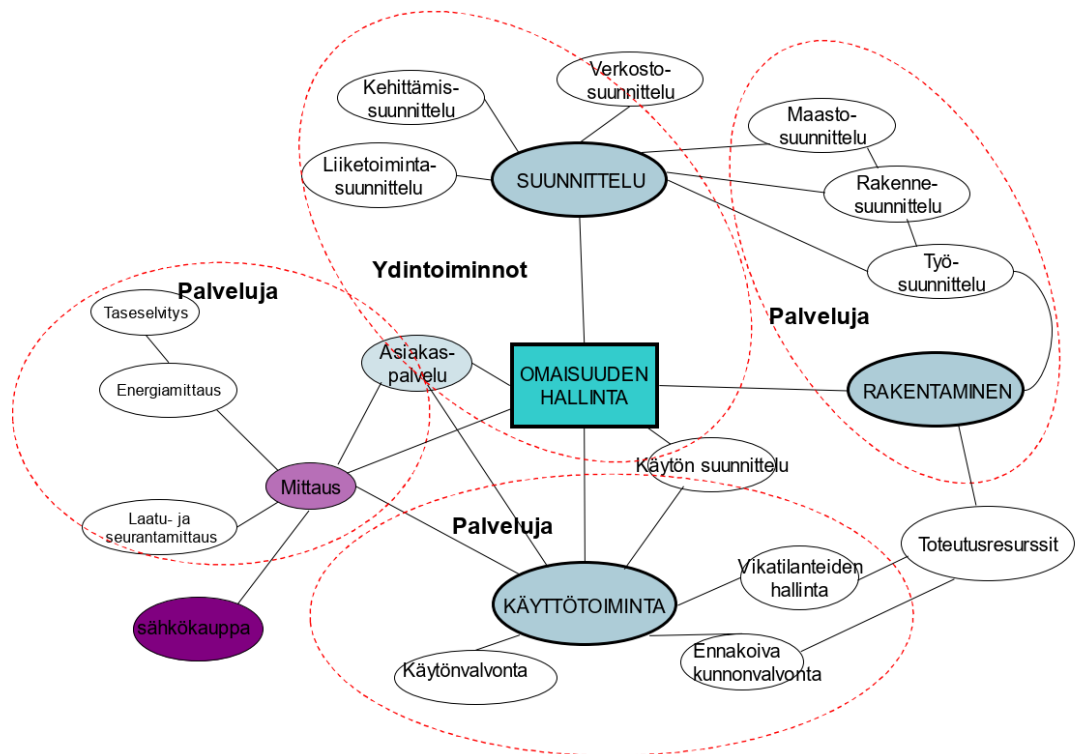 Verkosto-
suunnittelu
Kehittämis-
suunnittelu
Maasto-
suunnittelu
Liiketoiminta-
suunnittelu
SUUNNITTELU
Rakenne-
suunnittelu
Työ-
suunnittelu
Ydintoiminnot
Palveluja
Taseselvitys
Palveluja
Asiakas-
palvelu
OMAISUUDEN
HALLINTA
Energiamittaus
RAKENTAMINEN
Käytön suunnittelu
Mittaus
Laatu- ja
seurantamittaus
Palveluja
Toteutusresurssit
Vikatilanteiden
hallinta
KÄYTTÖTOIMINTA
sähkökauppa
Käytönvalvonta
Ennakoiva
kunnonvalvonta